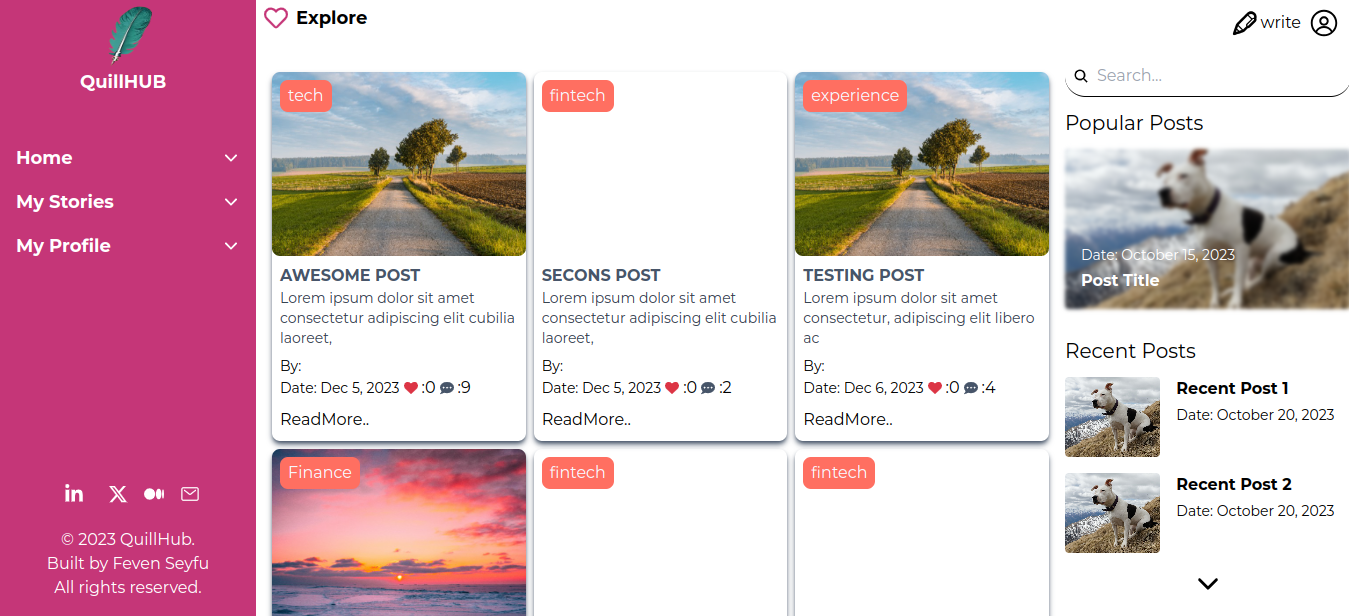 QuillHUB
Home
My Stories
My Profile
© 2023 QuillHub.
Built by Feven Seyfu
All rights reserved.
Explore
write
tech
AWESOME POST
Lorem ipsum dolor sit amet
consectetur adipiscing elit cubilia
laoreet,
By:
Date: Dec 5, 2023 :0 :9
ReadMore..
fintech
SECONS POST
Lorem ipsum dolor sit amet
consectetur adipiscing elit cubilia
laoreet,
By:
Date: Dec 5, 2023 :0 :2
ReadMore..
experience
TESTING POST
Lorem ipsum dolor sit amet
consectetur, adipiscing elit libero
ac
By:
Date: Dec 6, 2023 :0 :4
ReadMore..
Finance
fintech
fintech
Search...
Popular Posts
Date: October 15, 2023
Post Title
Recent Posts
Recent Post 1
Date: October 20, 2023
Recent Post 2
Date: October 20, 2023